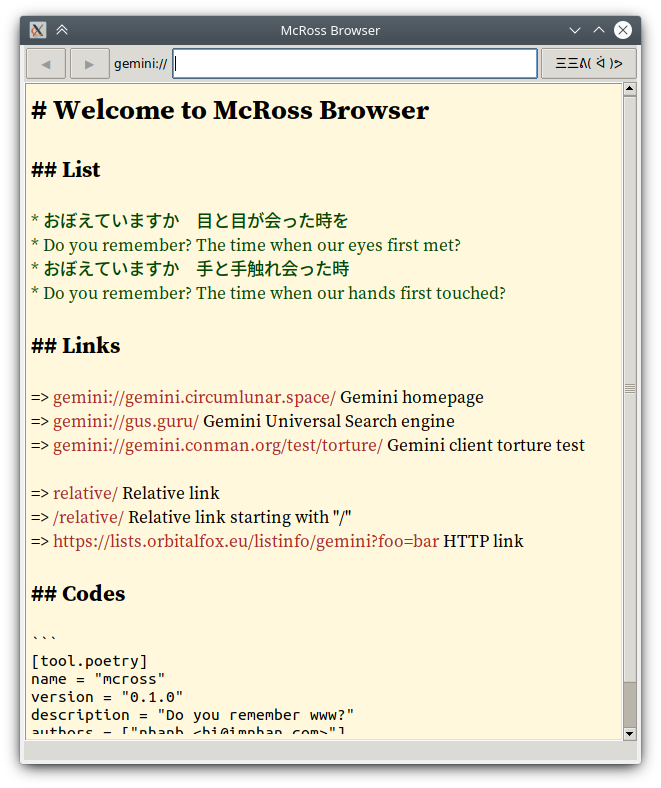 McRoss Browser
gemini://
# Welcome to McRoss Browser
## List
* おぼえていますか　目と目が会った時を
* Do you remember? The time when our eyes first met?
* おぼえていますか　手と手触れ会った時
* Do you remember? The time when our hands first touched?
## Links
=> gemini://gemini.circumlunar.space/ Gemini homepage
=> gemini://gus.guru/ Gemini Universal Search engine
=> gemini://gemini.conman.org/test/torture/ Gemini client torture test
=> relative/ Relative link
=> /relative/ Relative link starting with "/"
=> https://lists.orbitalfox.eu/listinfo/gemini?foo=bar HTTP link
## Codes
```
[tool.poetry]
name = "mcross"
version = "0.1.0"
description = "Do you remember www?"
authors = ["nhanb <hi@imnhan.com>"]